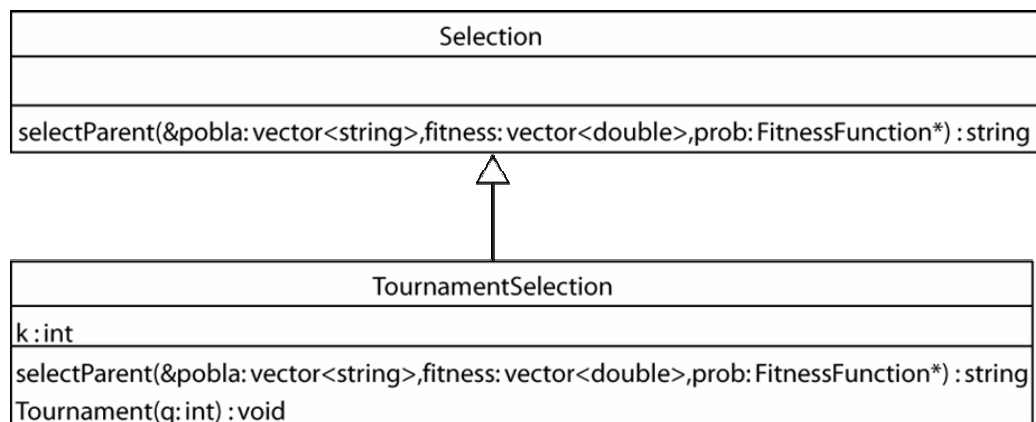 Selection
selectParent(&pobla: vector<string>,fitness: vector<double>,prob: FitnessFunction*) : string
TournamentSelection
k : int
selectParent(&pobla: vector<string>,fitness: vector<double>,prob: FitnessFunction*) : string
Tournament(q: int) : void